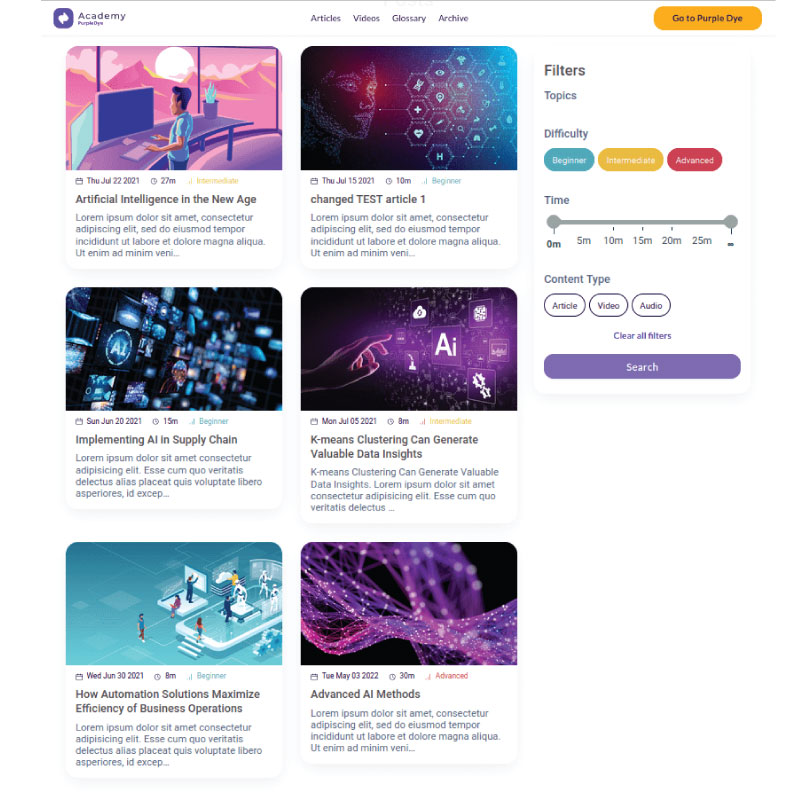 Academy
PurpleDye
Articles
Videos
Glossary
Archive
Go to Purple Dye
Thu Jul 22 2021 27m Intermediate
Artificial Intelligence in the New Age
Lorem ipsum dolor sit amet, consectetur
adipiscing elit, sed do eiusmod tempor
incididunt ut labore et dolore magna aliqua.
Ut enim ad minim veni...
H
Thu Jul 15 2021 10m Beginner
changed TEST article 1
Lorem ipsum dolor sit amet, consectetur
adipiscing elit, sed do eiusmod tempor
incididunt ut labore et dolore magna aliqua.
Ut enim ad minim veni...
AI
Sun Jun 20 2021 15m Beginner
Implementing AI in Supply Chain
Lorem ipsum dolor sit amet consectetur
adipisicing elit. Esse cum quo veritatis
delectus alias placeat quis voluptate libero
asperiores, id excep...
Ai
Mon Jul 05 2021 8m Intermediate
K-means Clustering Can Generate
Valuable Data Insights
K-means Clustering Can Generate Valuable
Data Insights. Lorem ipsum dolor sit amet
consectetur adipisicing elit. Esse cum quo
veritatis delectus ...
Wed Jun 30 2021 8m Beginner
How Automation Solutions Maximize
Efficiency of Business Operations
Lorem ipsum dolor sit amet consectetur
adipisicing elit. Esse cum quo veritatis
delectus alias placeat quis voluptate libero
asperiores, id excep...
Tue May 03 2022 30m Advanced
Advanced AI Methods
Lorem ipsum dolor sit amet, consectetur
adipiscing elit, sed do eiusmod tempor
incididunt ut labore et dolore magna aliqua.
Ut enim ad minim veni...
Filters
Topics
Difficulty
Beginner Intermediate Advanced
Time
0m 5m 10m 15m 20m 25m ∞
Content Type
Article Video Audio
Clear all filters
Search